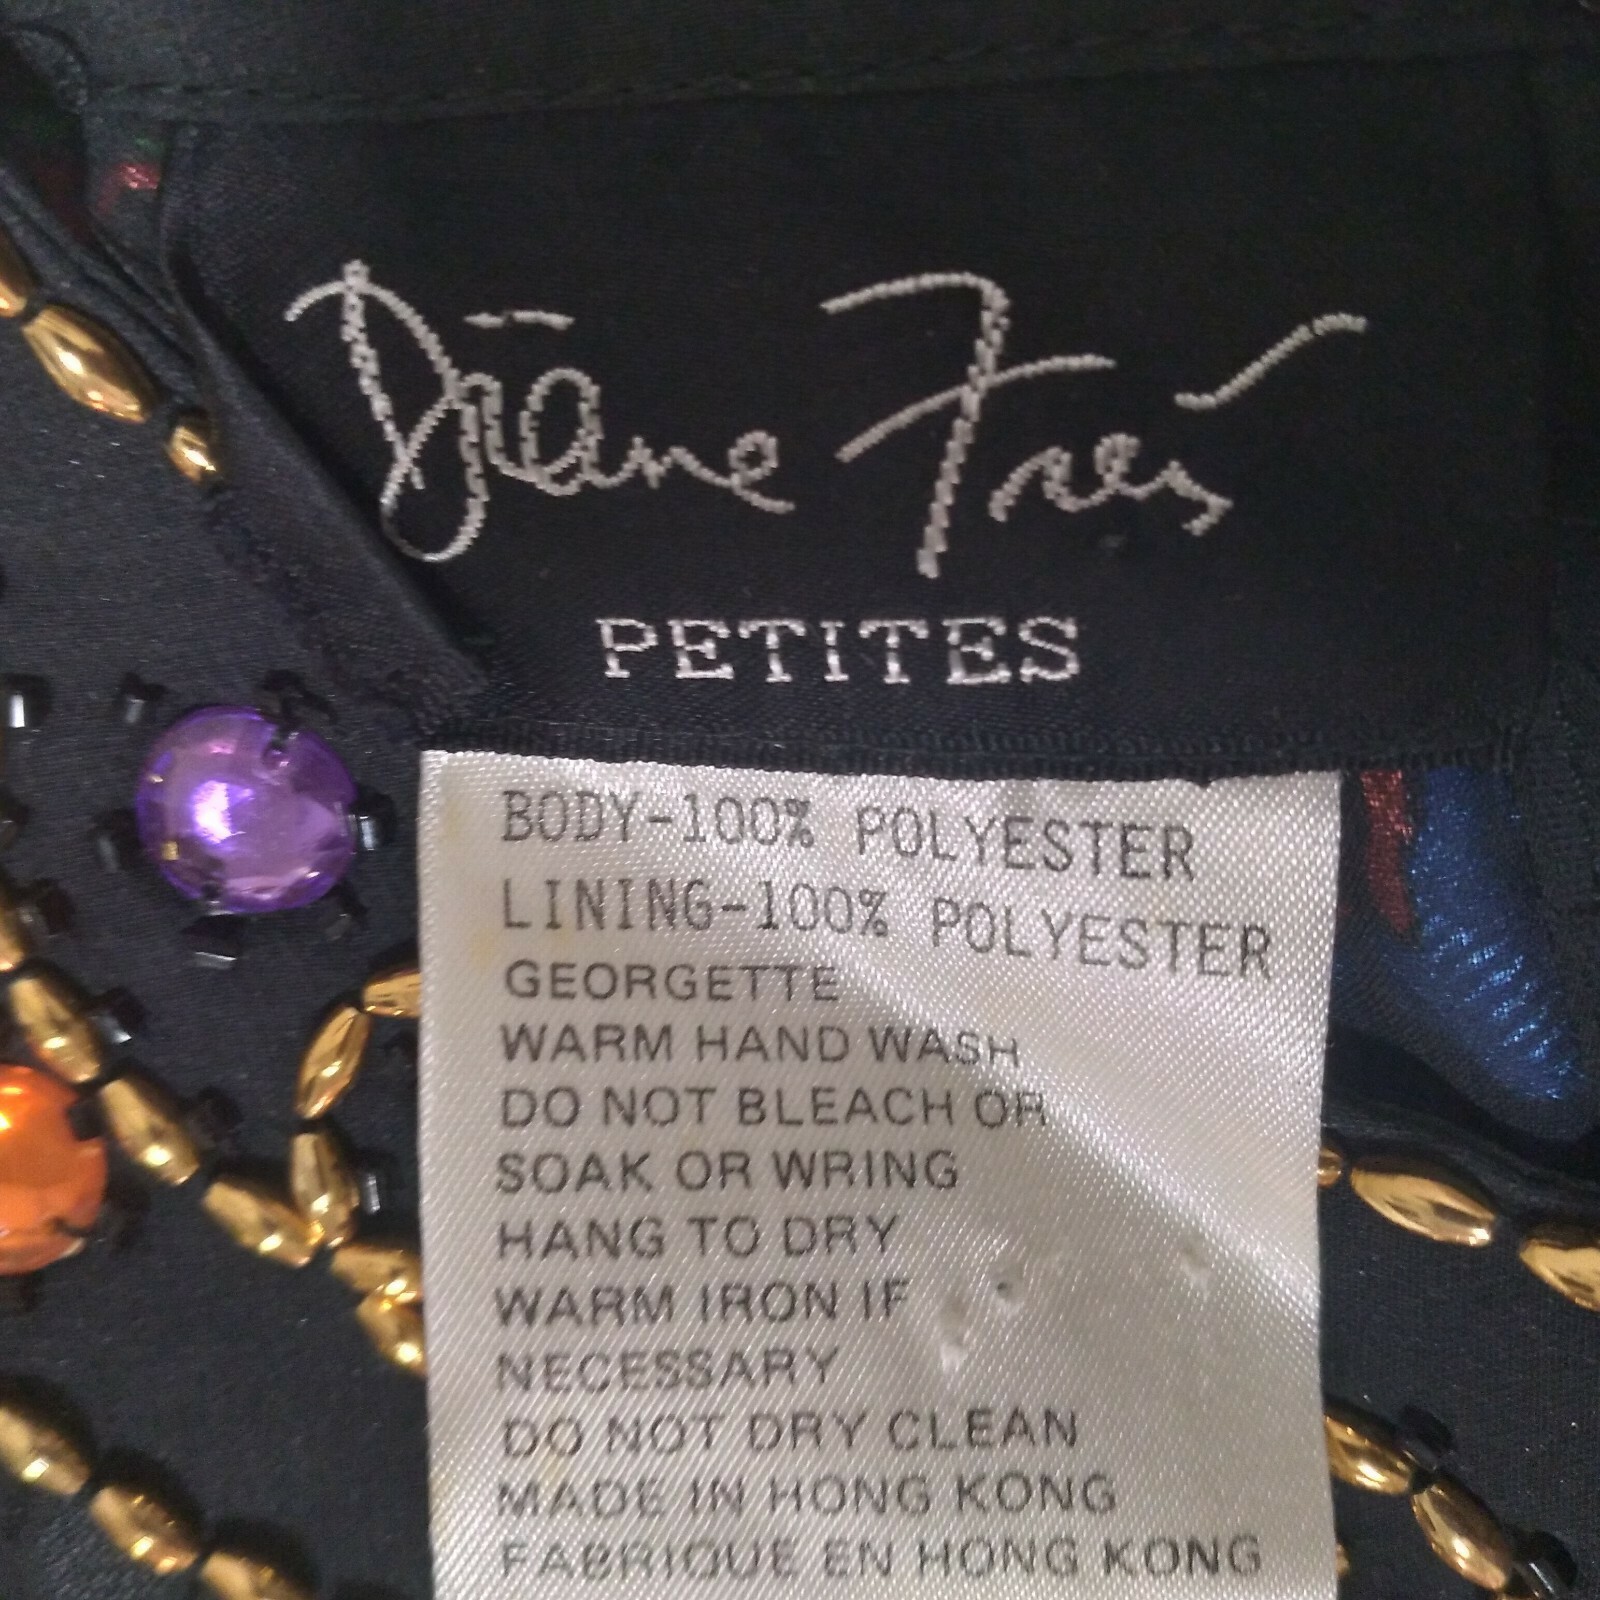 Diane Freis
PETITES
BODY-100% POLYESTER
LINING-100% POLYESTER
GEORGETTE
WARM HAND WASH
DO NOT BLEACH OR
SOAK OR WRING
HANG TO DRY
WARM IRON IF
NECESSARY
DO NOT DRY CLEAN
MADE IN HONG KONG
FABRIQUE EN HONG KONG